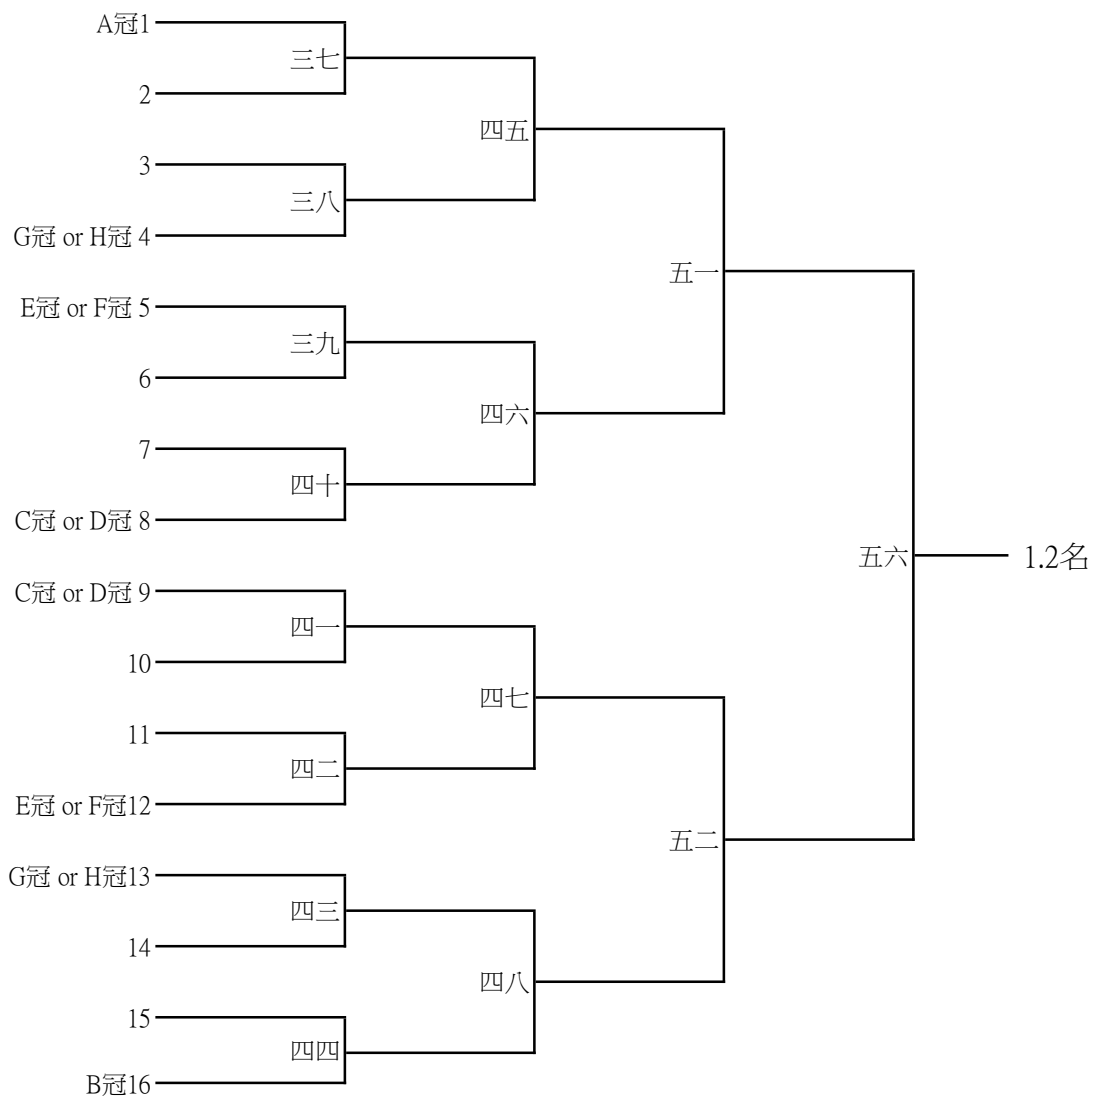 A冠1
三七
2
四五
3
三八
G冠 or H冠 4
五一
E冠 or F冠 5
三九
6
四六
7
四十
C冠 or D冠 8
五六
1.2名
C冠 or D冠 9
四一
10
四七
11
四二
E冠 or F冠12
五二
G冠 or H冠13
四三
14
四八
15
四四
B冠16